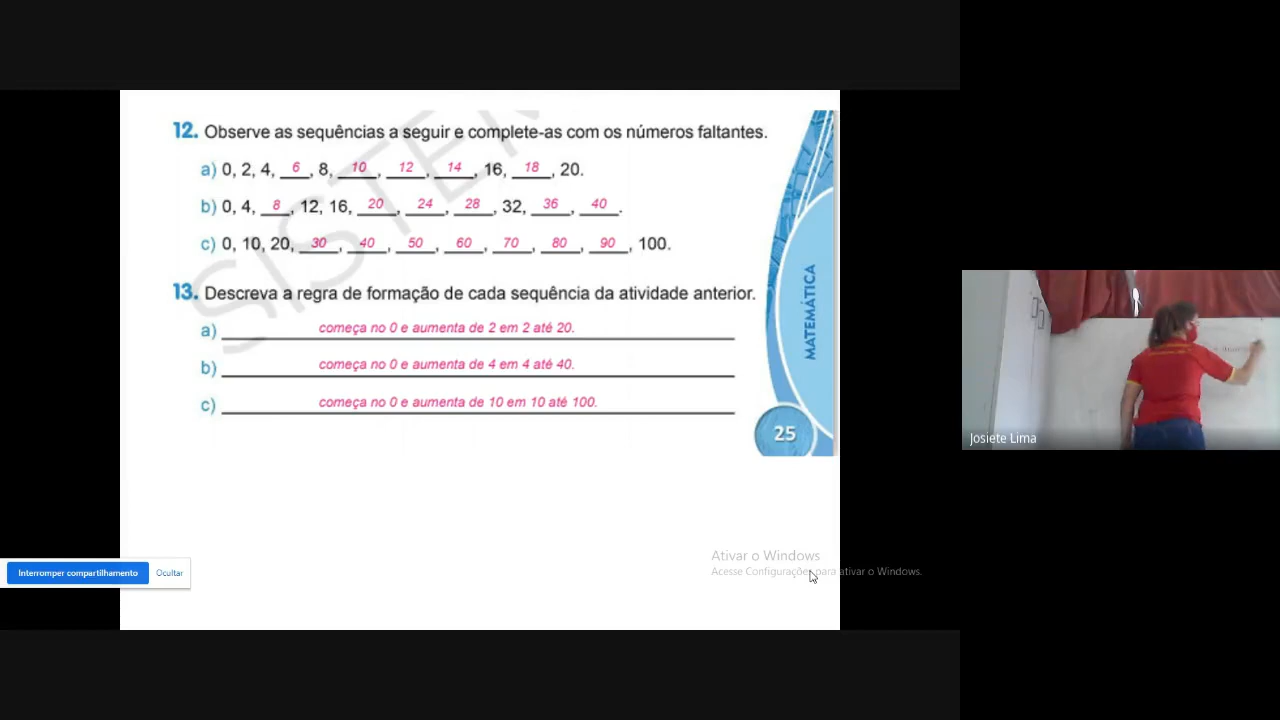 SISTEM
12. Observe as sequências a seguir e complete-as com os números faltantes.
a) 0, 2, 4, 6, 8, 10, 12, 14, 16, 18, 20.
b) 0, 4, 8, 12, 16, 20, 24, 28, 32, 36, 40.
c) 0, 10, 20, 30, 40, 50, 60, 70, 80, 90, 100.
13. Descreva a regra de formação de cada sequência da atividade anterior.
a) começa no 0 e aumenta de 2 em 2 até 20.
b) começa no 0 e aumenta de 4 em 4 até 40.
c) começa no 0 e aumenta de 10 em 10 até 100.
MATEMÁTICA
25
Josiete Lima
Ativar o Windows
Acesse Configurações para ativar o Windows.
Interromper compartilhamento Ocultar